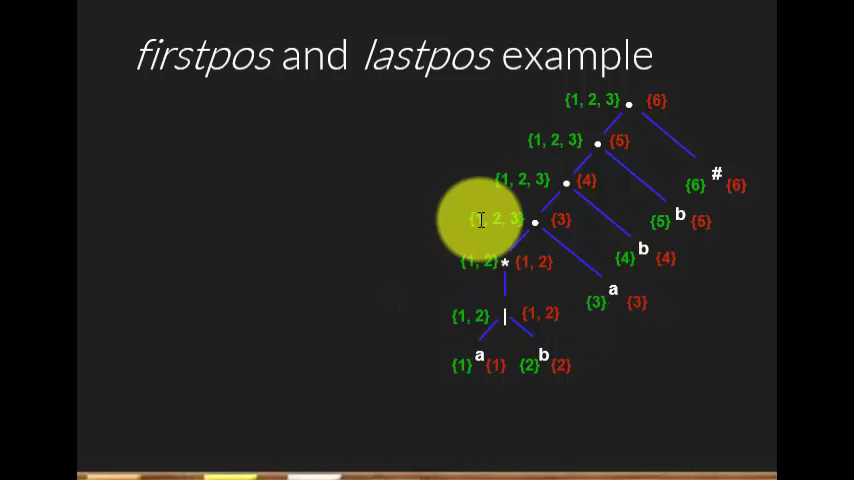 firstpos and lastpos example
{1, 2, 3} • {6}
{1, 2, 3} • {5}
#
{1, 2, 3} • {4}
{6} {6}
{1, 2, 3} • {3}
b
{5} {5}
b
{4} {4}
{1, 2} * {1, 2}
a
{3} {3}
{1, 2} | {1, 2}
a b
{1} {1} {2} {2}